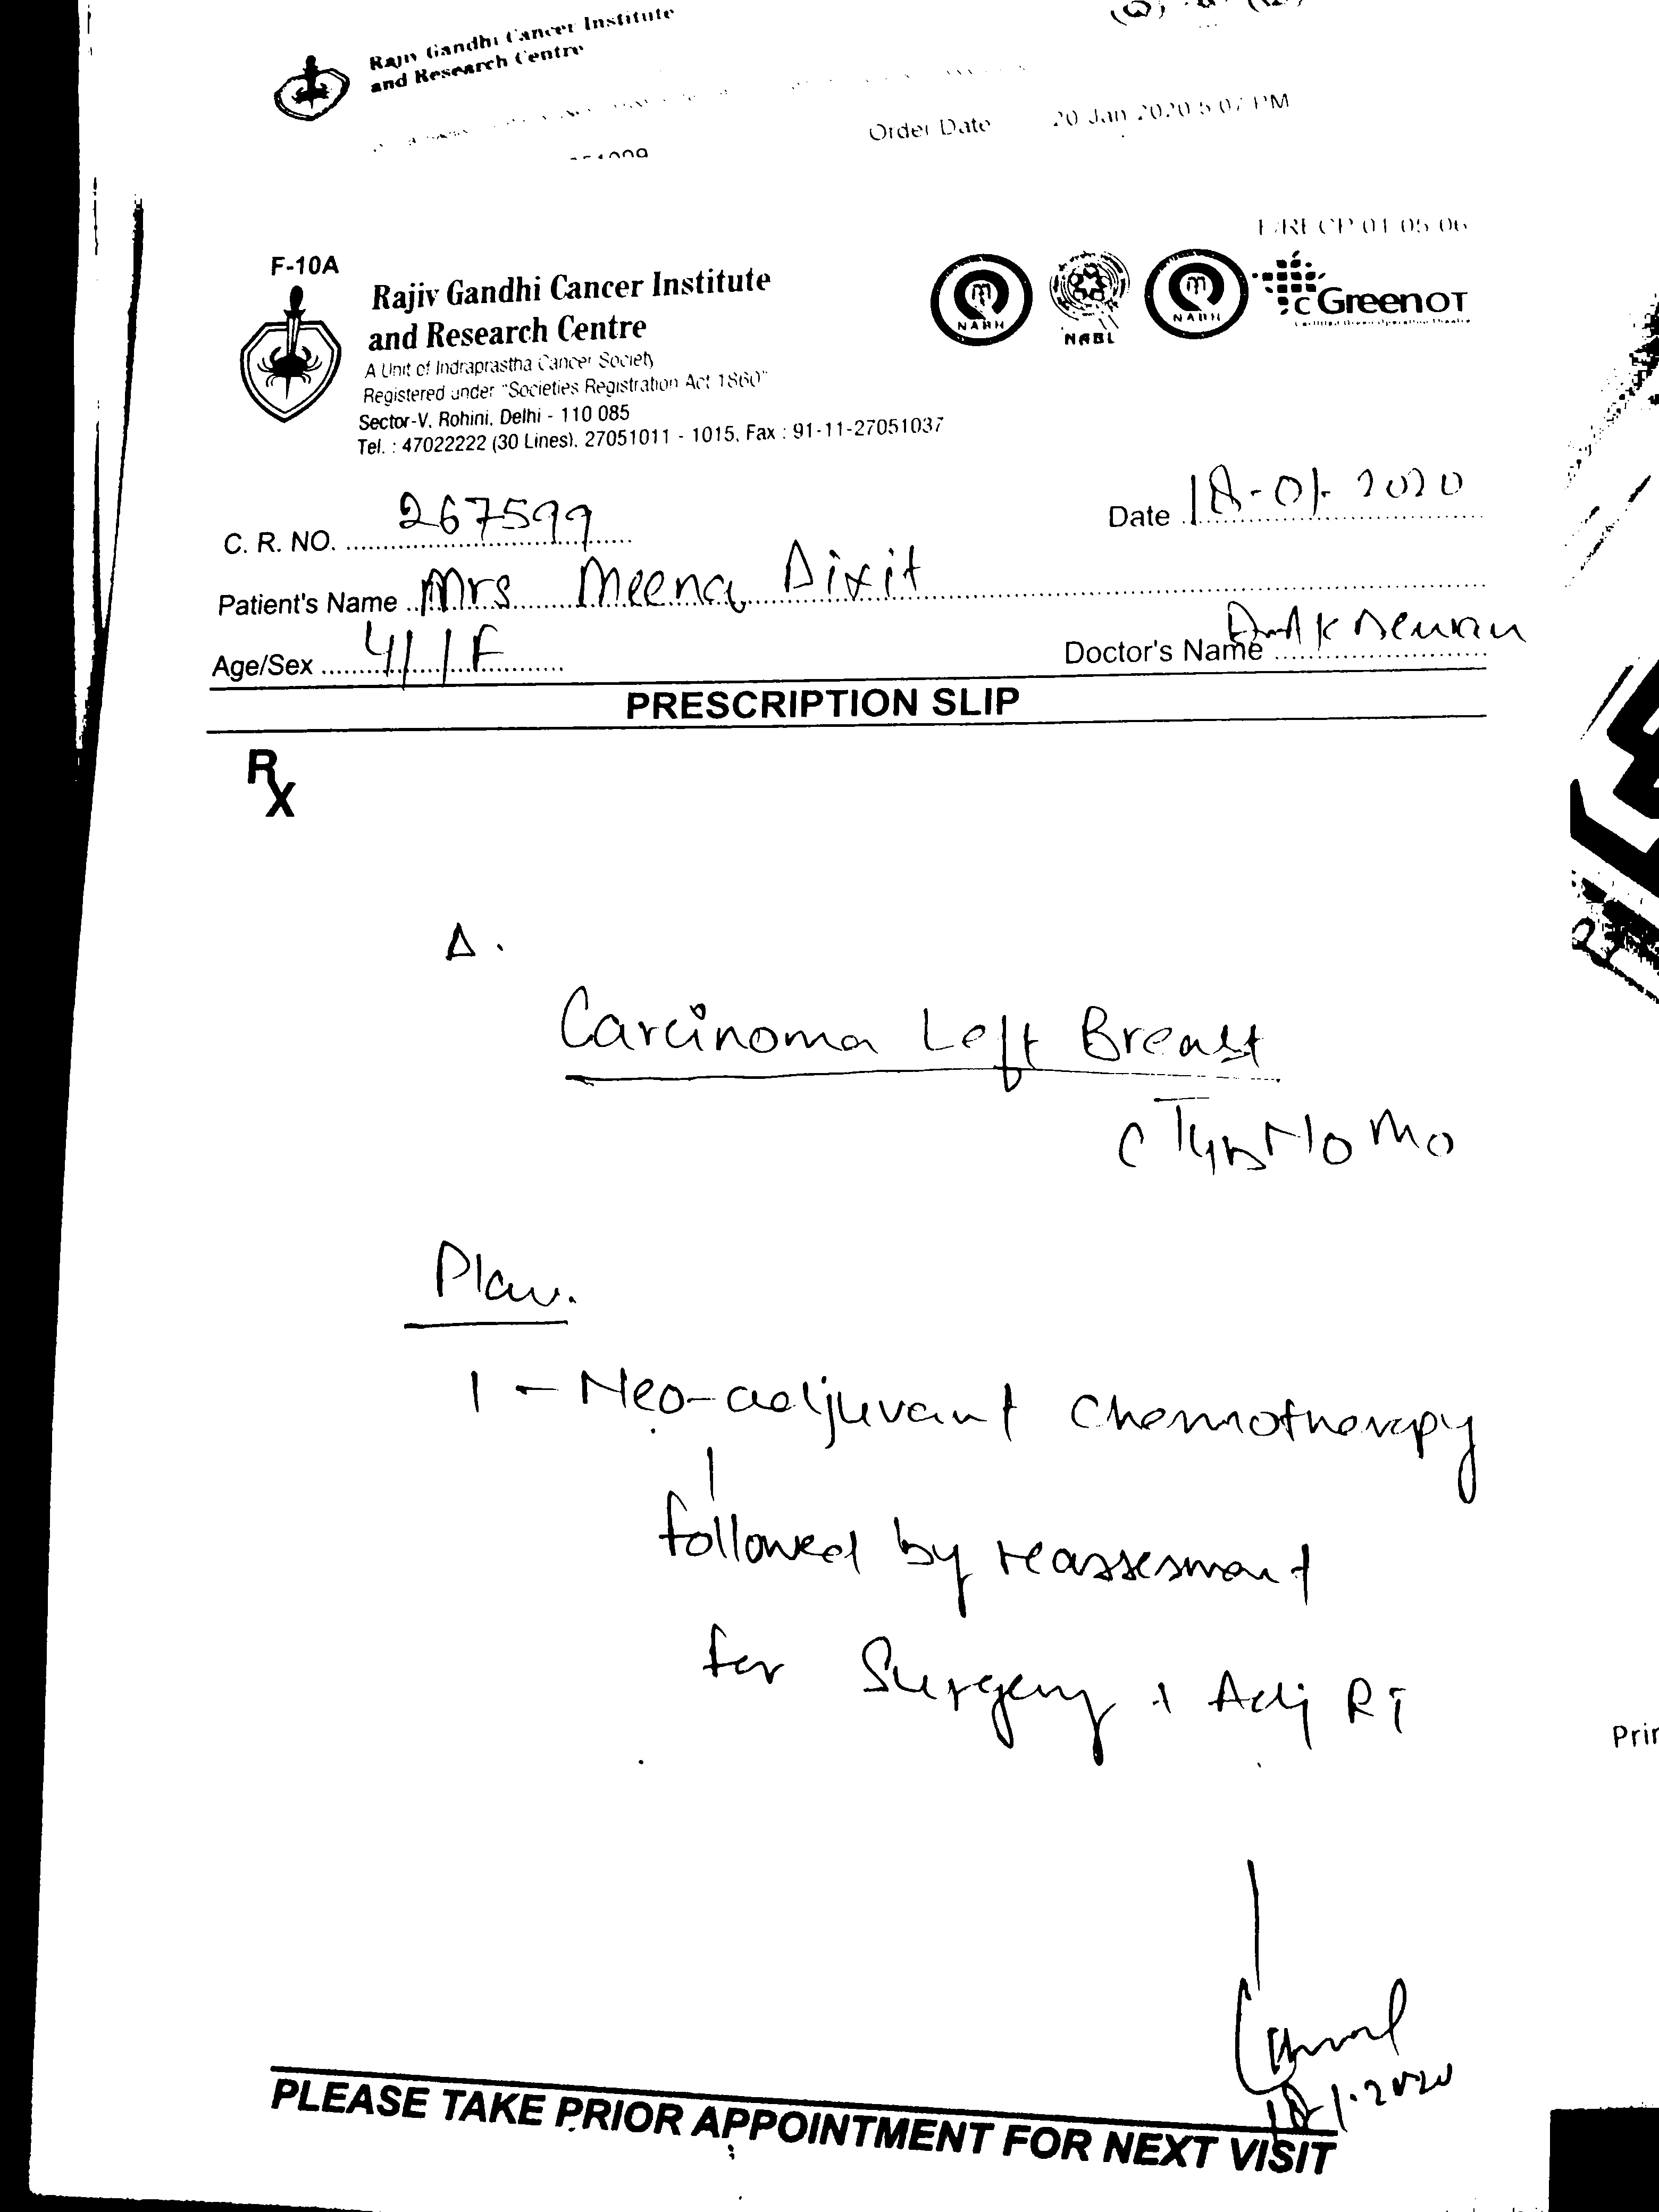 Rajiv Gandhi Cancer Institute
and Research Centre
Order Date 20 Jan 2020 5:07 PM
F/RECP 01 05 06
F-10A
Rajiv Gandhi Cancer Institute
and Research Centre
A Unit of Indraprastha Cancer Society
Registered under "Societies Registration Act 1860"
Sector-V, Rohini, Delhi - 110 085
Tel. : 47022222 (30 Lines), 27051011 - 1015, Fax : 91-11-27051037
NABH NABL NABH Green OT
C. R. NO. 267599
Date 18-01-2020
Patient's Name Mrs Meena Dixit
Age/Sex 41/F
Doctor's Name
PRESCRIPTION SLIP
Rx
Δ.
Carcinoma Left Breast
cT4bN0M0
Plan.
1 - Neo-adjuvant Chemotherapy
followed by reassesment
for Surgery + Adj RT
18-1-2020
PLEASE TAKE PRIOR APPOINTMENT FOR NEXT VISIT